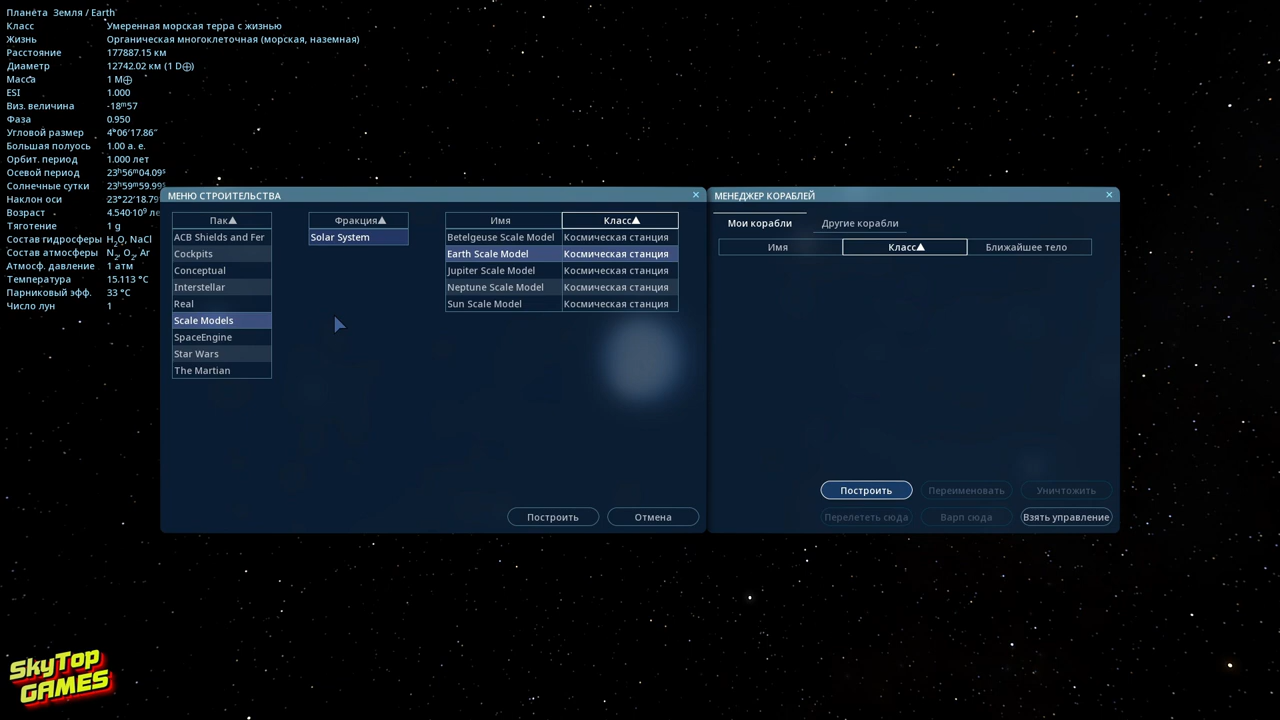 Планета Земля / Earth
Класс Умеренная морская терра с жизнью
Жизнь Органическая многоклеточная (морская, наземная)
Расстояние 177887.15 км
Диаметр 12742.02 км (1 D⊕)
Масса 1 M⊕
ESI 1.000
Виз. величина -18ᵐ57
Фаза 0.950
Угловой размер 4°06′17.86″
Большая полуось 1.00 а. е.
Орбит. период 1.000 лет
Осевой период 23ʰ56ᵐ04.09ˢ
Солнечные сутки 23ʰ59ᵐ59.99ˢ
Наклон оси 23°22′18.79
Возраст 4.540·10⁹ ле
Тяготение 1 g
Состав гидросферы H₂O, NaCl
Состав атмосферы N₂, O₂, Ar
Атмосф. давление 1 атм
Температура 15.113 °C
Парниковый эфф. 33 °C
Число лун 1
МЕНЮ СТРОИТЕЛЬСТВА
Пак▲ Фракция▲ Имя Класс▲
ACB Shields and Fer Solar System Betelgeuse Scale Model Космическая станция
Cockpits Earth Scale Model Космическая станция
Conceptual Jupiter Scale Model Космическая станция
Interstellar Neptune Scale Model Космическая станция
Real Sun Scale Model Космическая станция
Scale Models
SpaceEngine
Star Wars
The Martian
Построить Отмена
МЕНЕДЖЕР КОРАБЛЕЙ
Мои корабли Другие корабли
Имя Класс▲ Ближайшее тело
Построить Переименовать Уничтожить
Перелететь сюда Варп сюда Взять управление
SkyTop
GAMES